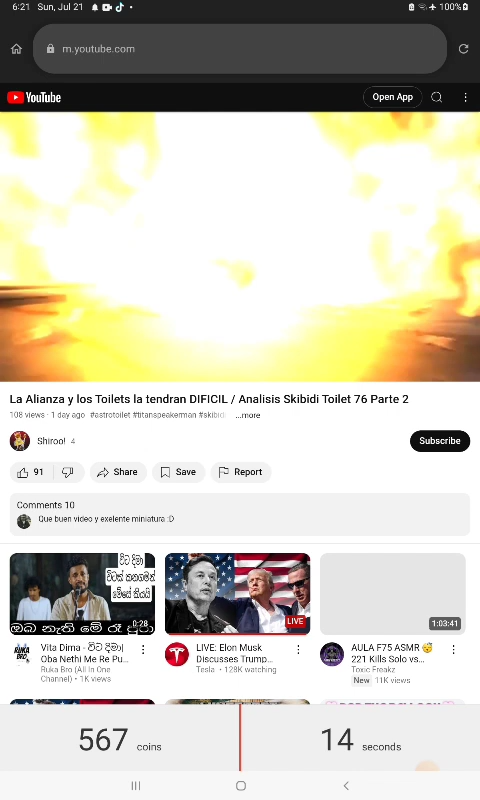 6:21 Sun, Jul 21
100%
m.youtube.com
YouTube
Open App
La Alianza y los Toilets la tendran DIFICIL / Analisis Skibidi Toilet 76 Parte 2
108 views · 1 day ago #astrotoilet #titanspeakerman #skibid ...more
Shiroo! 4
Subscribe
91
Share
Save
Report
Comments 10
Que buen video y exelente miniatura :D
0:28
LIVE
1:03:41
Vita Dima - විට දිමා|
Oba Nethi Me Re Pu...
Ruka Bro (All In One
Channel) · 1K views
LIVE: Elon Musk
Discusses Trump...
Tesla · 128K watching
AULA F75 ASMR 😴
221 Kills Solo vs...
Toxic Freakz
New 11K views
567 coins
14 seconds